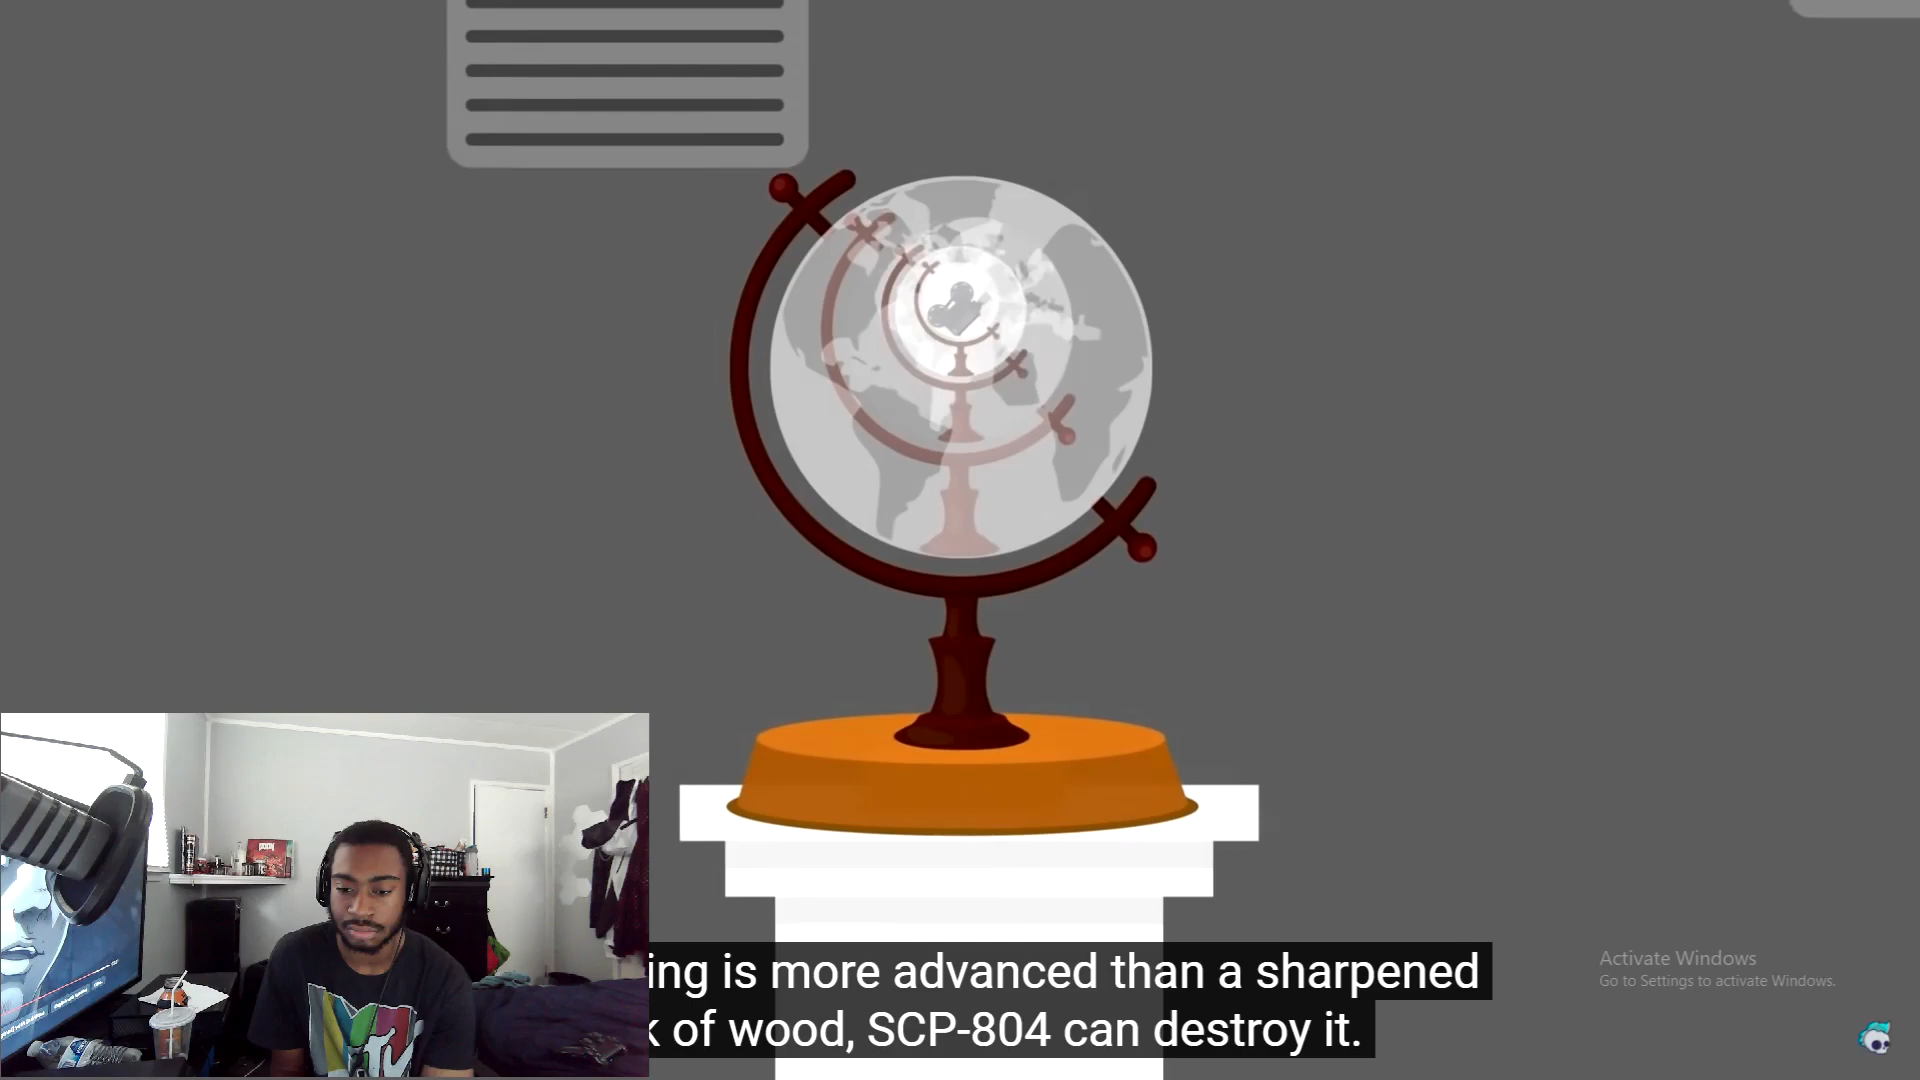 ing is more advanced than a sharpened
k of wood, SCP-804 can destroy it.
Activate Windows
Go to Settings to activate Windows.
DOOM